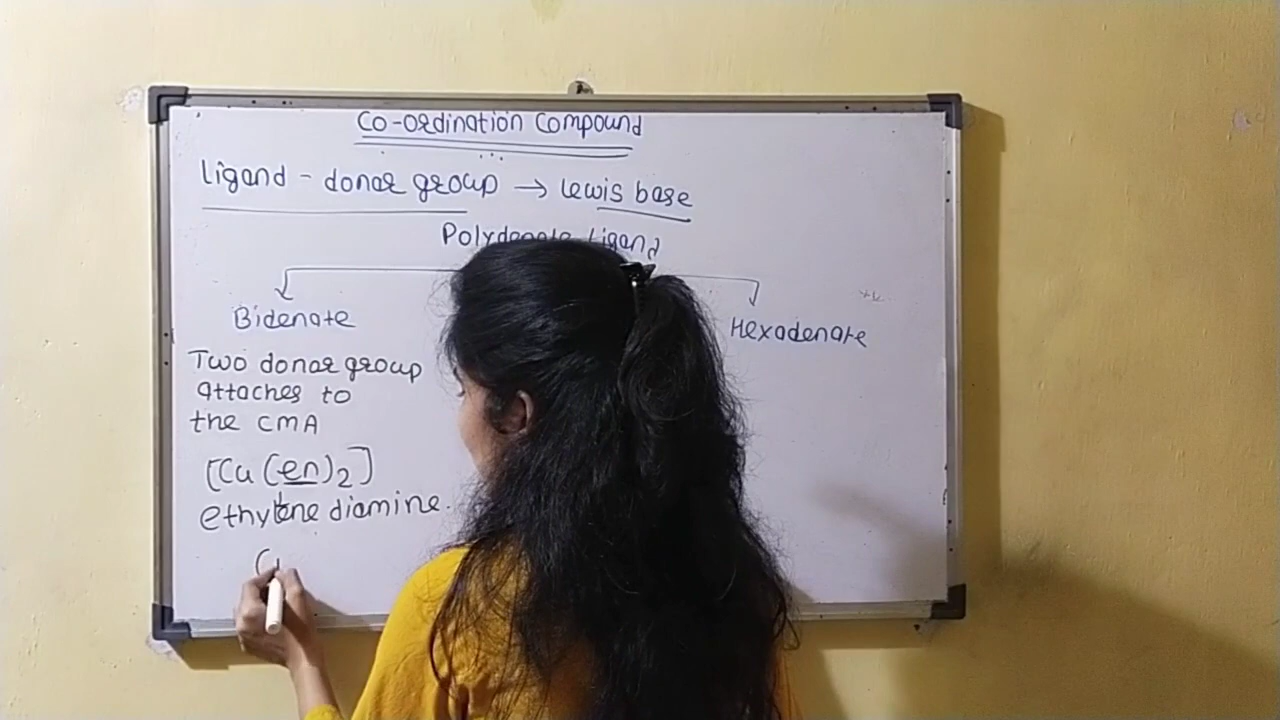 Co-ordination Compound
Ligand - donar group → Lewis base
Polydenate Ligand
Bidenate
Hexadenate
Two donar group
attaches to
the CMA
[Cu(en)2]
ethylene diamine.